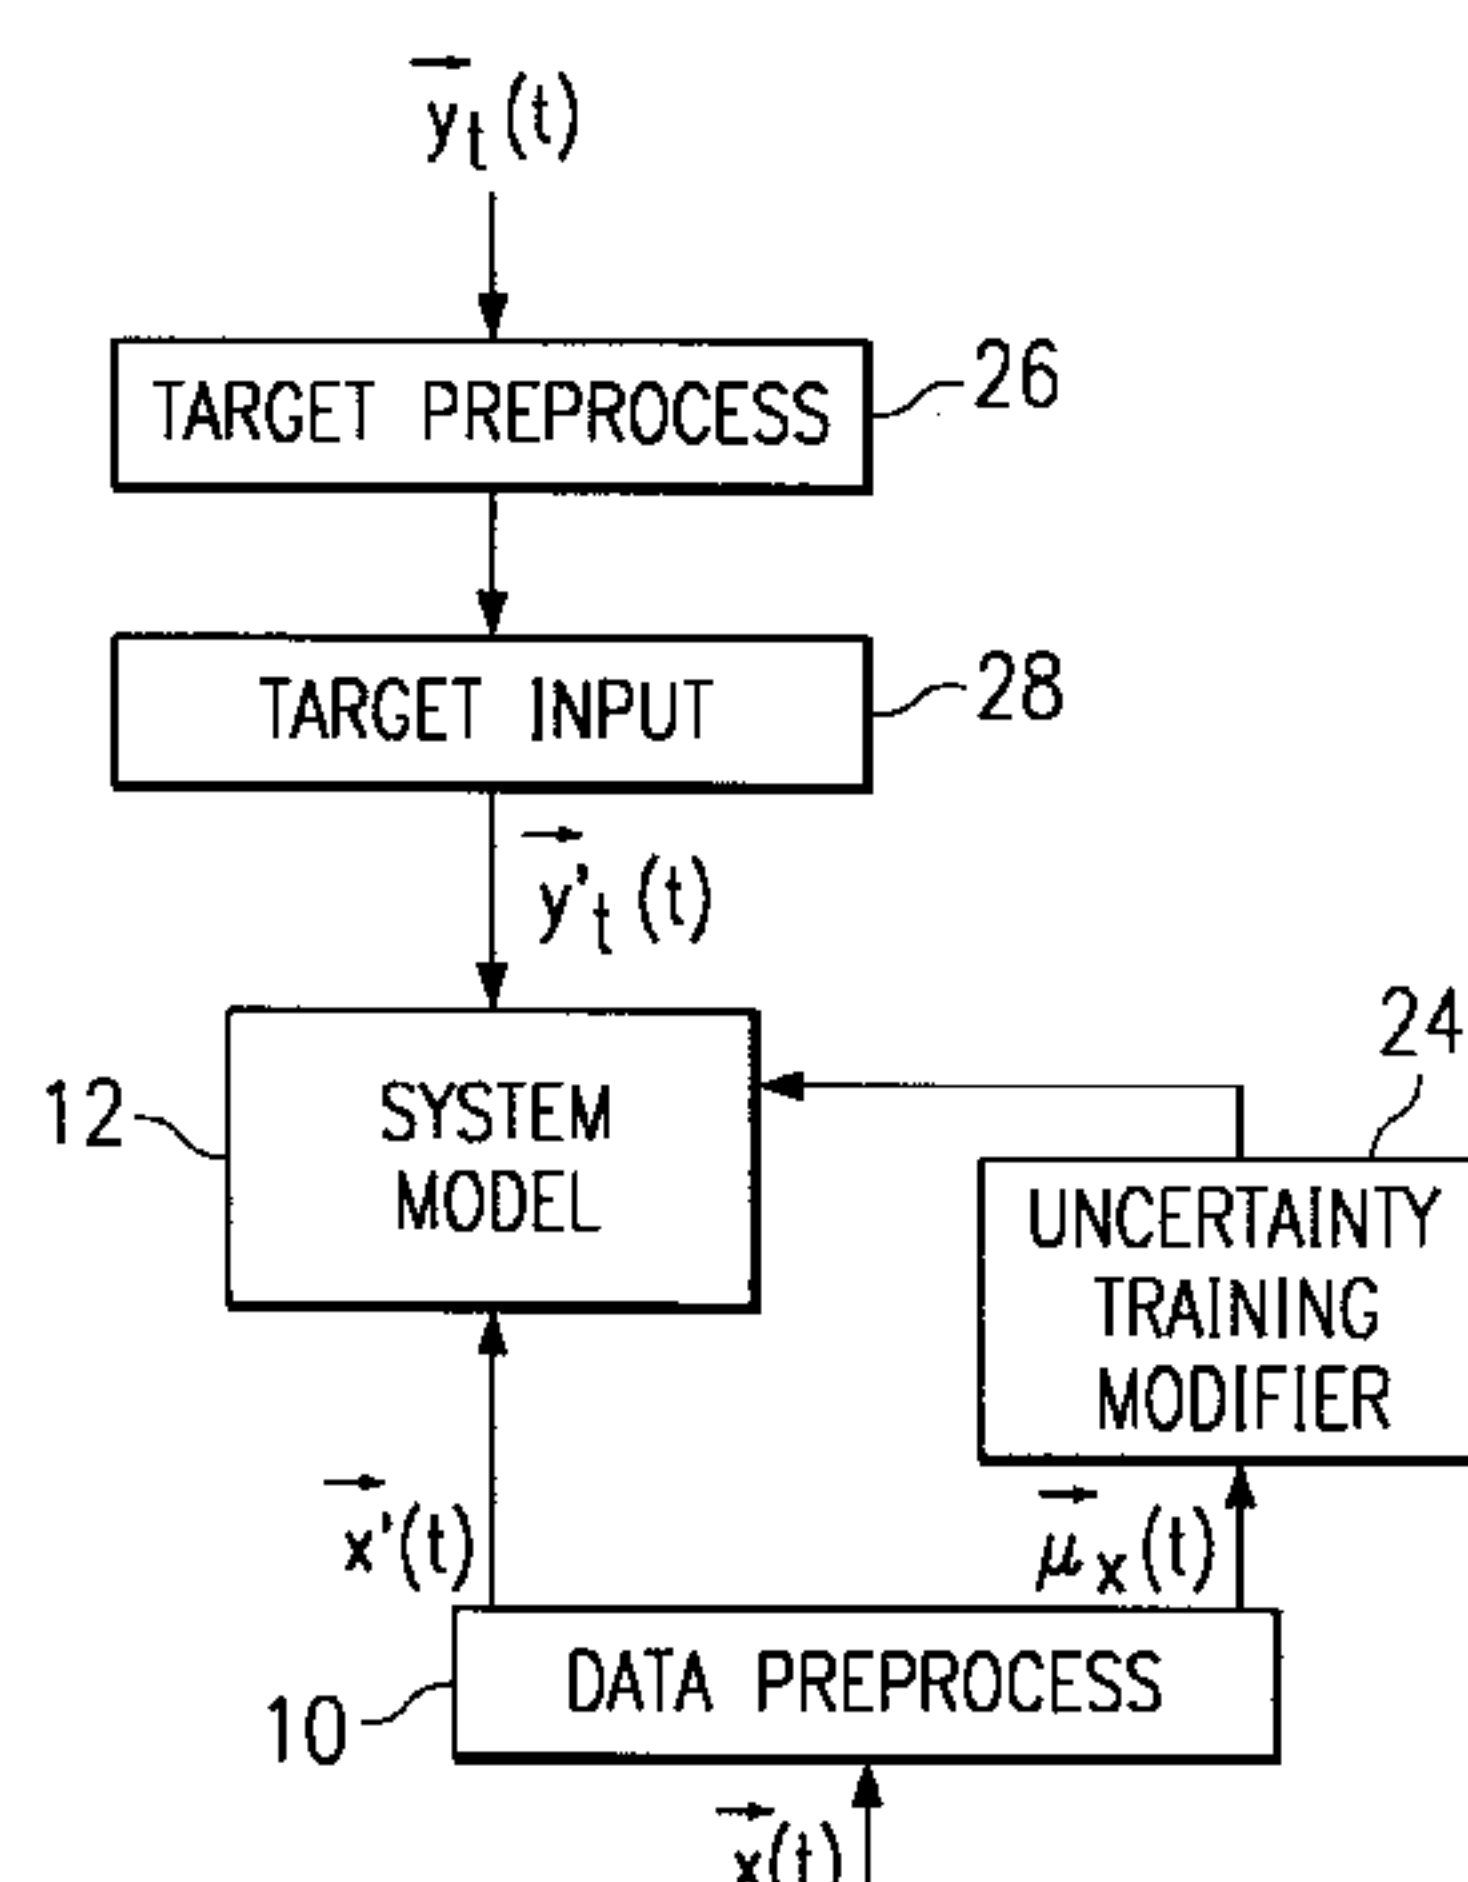 y⃗t(t)
TARGET PREPROCESS
26
TARGET INPUT
28
y⃗'t(t)
24
12
SYSTEM
MODEL
UNCERTAINTY
TRAINING
MODIFIER
x⃗'(t)
μ⃗x(t)
10
DATA PREPROCESS
x⃗(t)